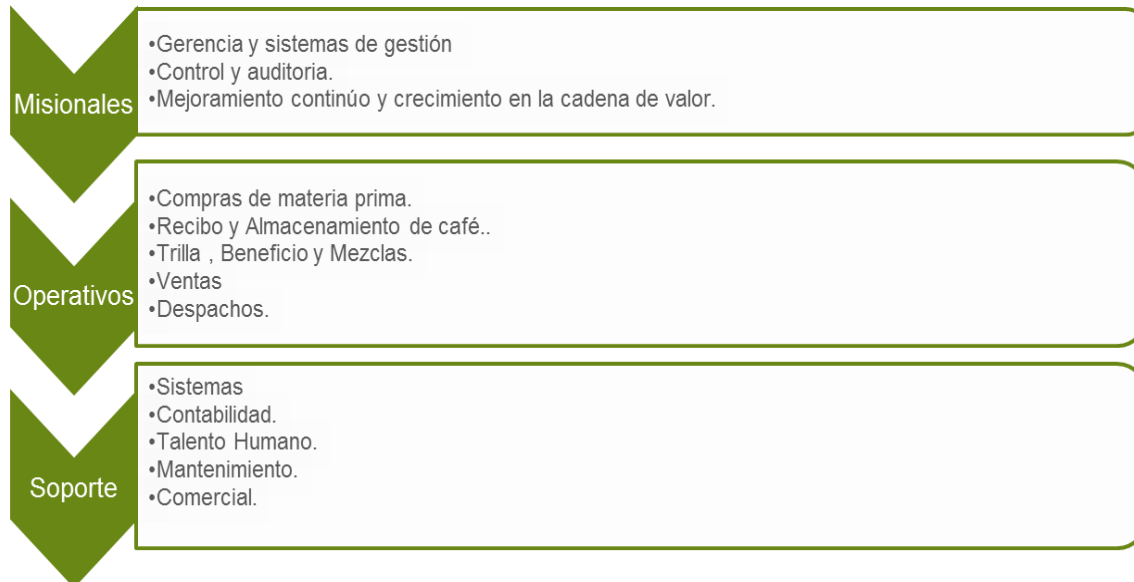 Misionales
•Gerencia y sistemas de gestión
•Control y auditoria.
•Mejoramiento continúo y crecimiento en la cadena de valor.
Operativos
•Compras de materia prima.
•Recibo y Almacenamiento de café..
•Trilla , Beneficio y Mezclas.
•Ventas
•Despachos.
Soporte
•Sistemas
•Contabilidad.
•Talento Humano.
•Mantenimiento.
•Comercial.